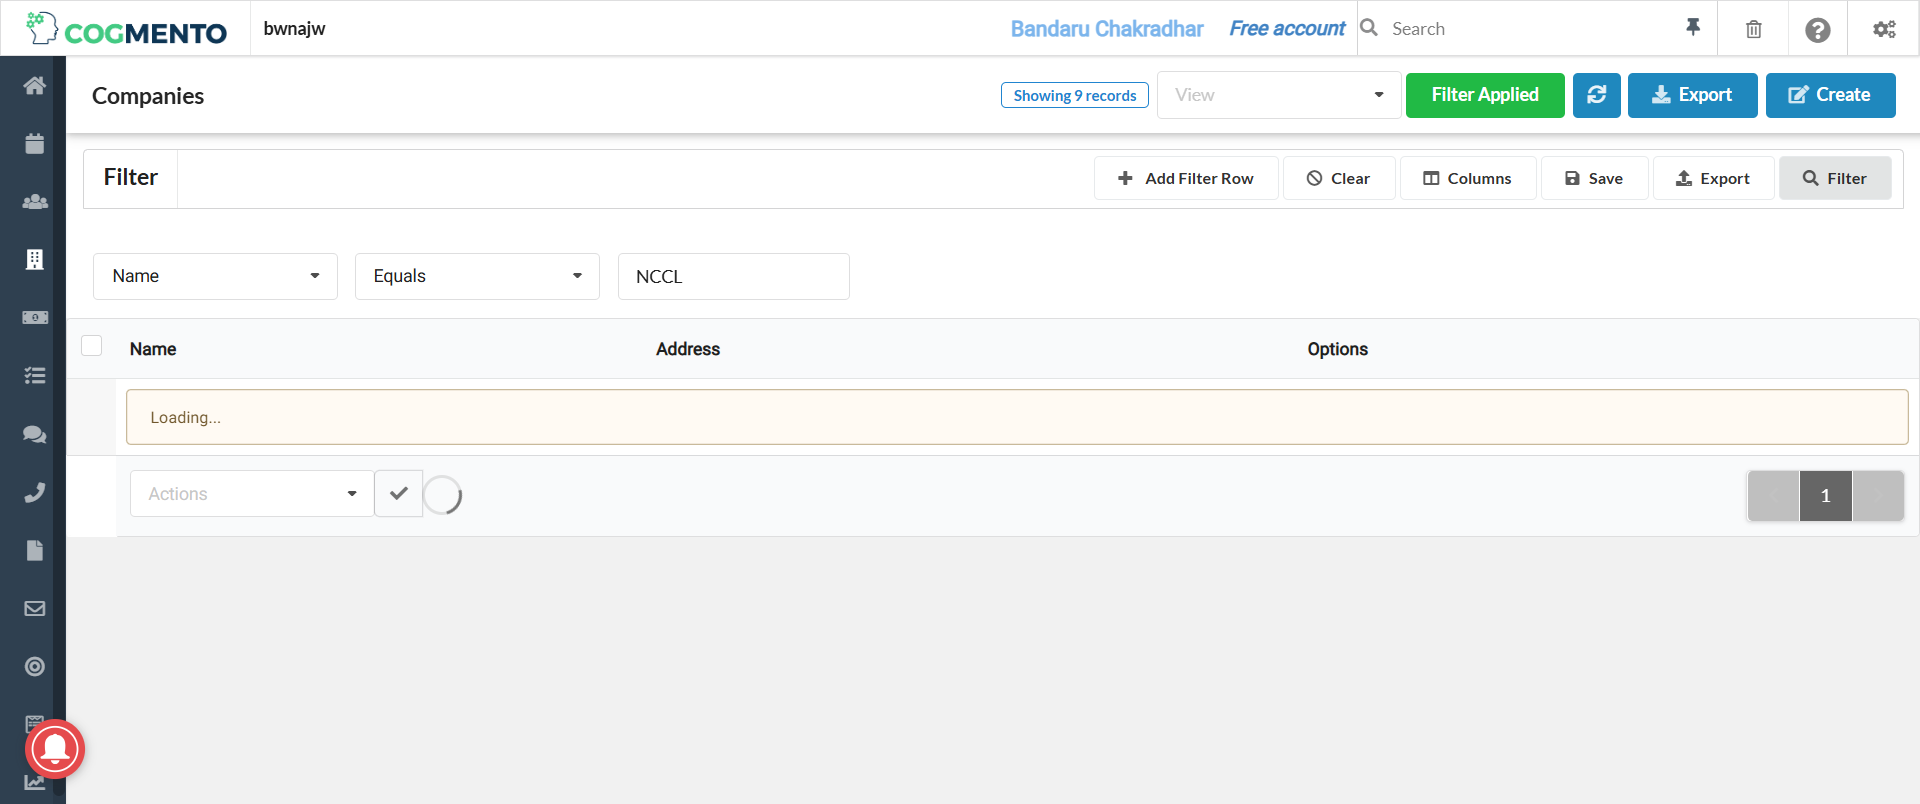 COGMENTO
bwnajw
Bandaru Chakradhar
Free account
Search
Companies
Showing 9 records
View
Filter Applied
Export
Create
Filter
Add Filter Row
Clear
Columns
Save
Export
Filter
Name
Equals
NCCL
Name
Address
Options
Loading...
Actions
1